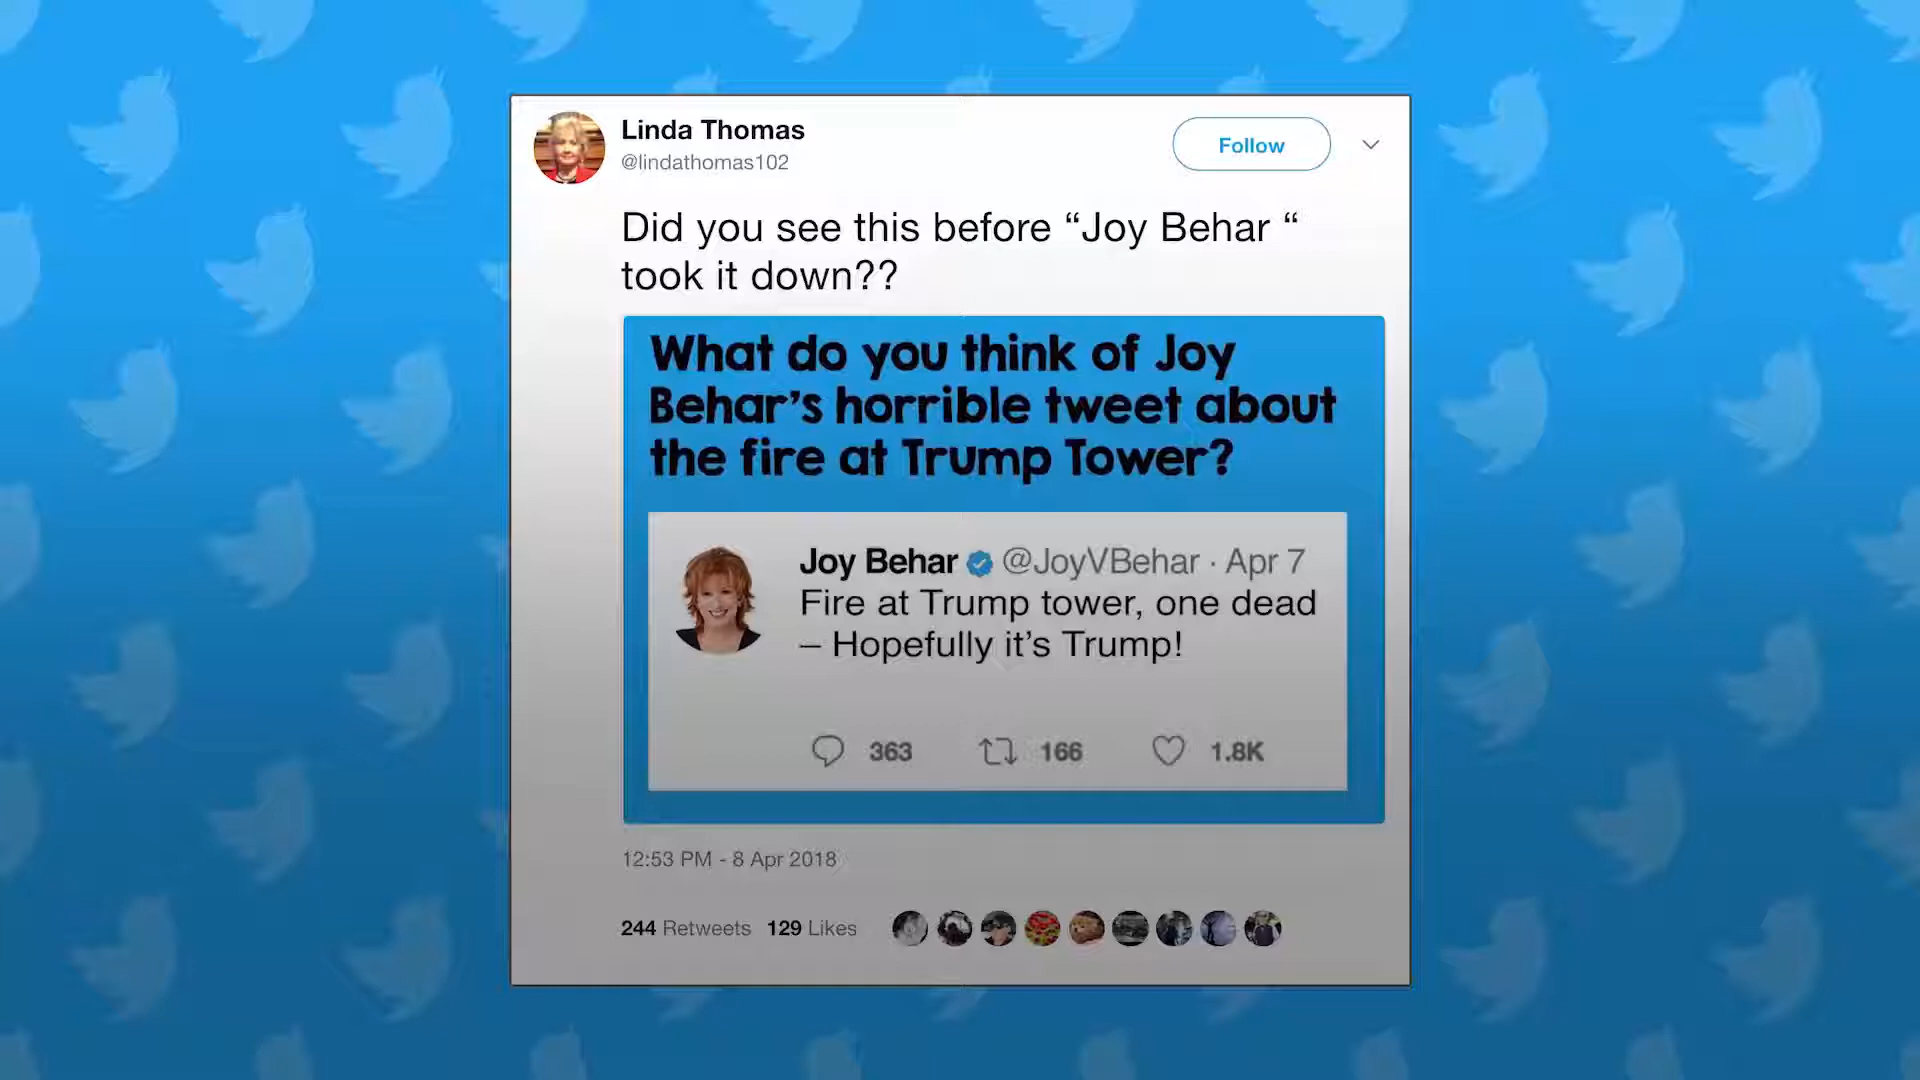 Linda Thomas
@lindathomas102
Follow
Did you see this before “Joy Behar “
took it down??
What do you think of Joy
Behar’s horrible tweet about
the fire at Trump Tower?
Joy Behar @JoyVBehar · Apr 7
Fire at Trump tower, one dead
– Hopefully it’s Trump!
363 166 1.8K
12:53 PM - 8 Apr 2018
244 Retweets 129 Likes